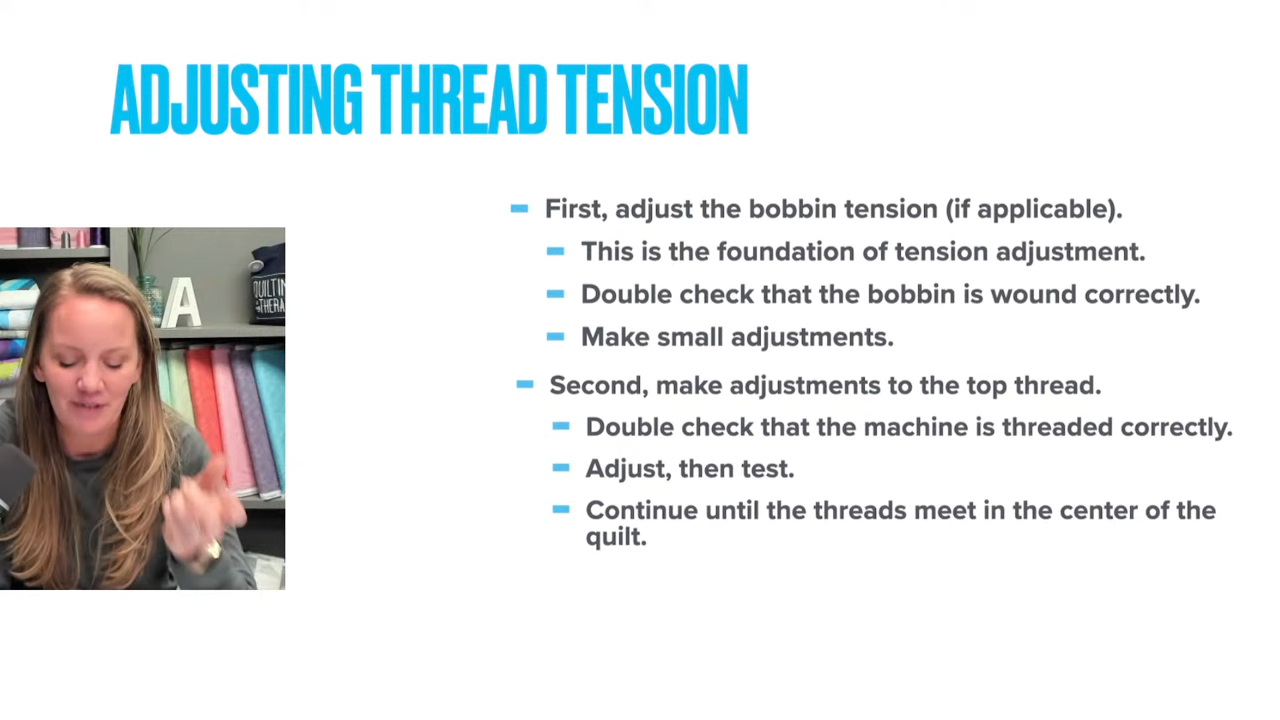 ADJUSTING THREAD TENSION
First, adjust the bobbin tension (if applicable).
This is the foundation of tension adjustment.
Double check that the bobbin is wound correctly.
Make small adjustments.
Second, make adjustments to the top thread.
Double check that the machine is threaded correctly.
Adjust, then test.
Continue until the threads meet in the center of the
quilt.
A